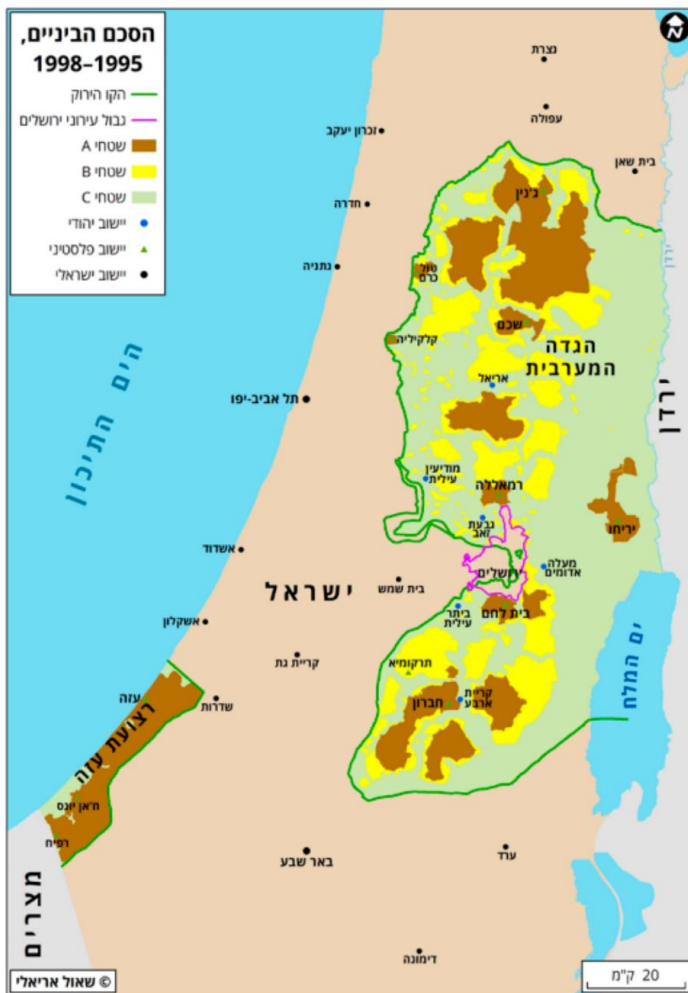 הסכם הביניים,
1998–1995
הקו הירוק
גבול עירוני ירושלים
שטחי A
שטחי B
שטחי C
יישוב יהודי
יישוב פלסטיני
יישוב ישראלי
נצרת
עפולה
זכרון יעקב
בית שאן
חדרה
ג'נין
ירדן
נתניה
טול
כרם
שכם
קלקיליה
הגדה
המערבית
הים התיכון
אריאל
ירדן
תל אביב-יפו
מודיעין
עילית
רמאללה
גבעת
זאב
יריחו
אשדוד
מעלה
אדומים
ירושלים
בית שמש
ישראל
ביתר
עילית
בית לחם
אשקלון
ים המלח
קריית גת
תרקומיא
עזה
שדרות
קריית
ארבע
חברון
רצועת עזה
ח'אן יונס
רפיח
באר שבע
ערד
מצרים
דימונה
© שאול אריאלי
20 ק"מ